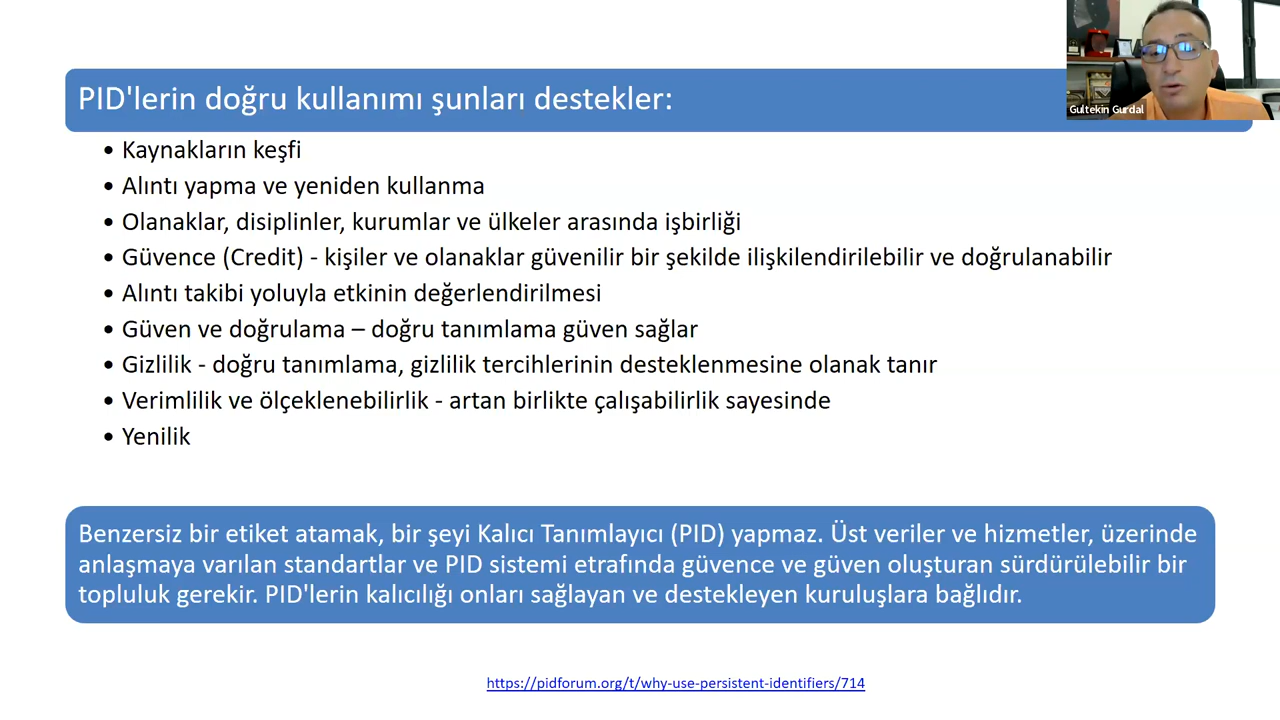 PID'lerin doğru kullanımı şunları destekler:
Gultekin Gurdal
• Kaynakların keşfi
• Alıntı yapma ve yeniden kullanma
• Olanaklar, disiplinler, kurumlar ve ülkeler arasında işbirliği
• Güvence (Credit) - kişiler ve olanaklar güvenilir bir şekilde ilişkilendirilebilir ve doğrulanabilir
• Alıntı takibi yoluyla etkinin değerlendirilmesi
• Güven ve doğrulama – doğru tanımlama güven sağlar
• Gizlilik - doğru tanımlama, gizlilik tercihlerinin desteklenmesine olanak tanır
• Verimlilik ve ölçeklenebilirlik - artan birlikte çalışabilirlik sayesinde
• Yenilik
Benzersiz bir etiket atamak, bir şeyi Kalıcı Tanımlayıcı (PID) yapmaz. Üst veriler ve hizmetler, üzerinde
anlaşmaya varılan standartlar ve PID sistemi etrafında güvence ve güven oluşturan sürdürülebilir bir
topluluk gerekir. PID'lerin kalıcılığı onları sağlayan ve destekleyen kuruluşlara bağlıdır.
https://pidforum.org/t/why-use-persistent-identifiers/714